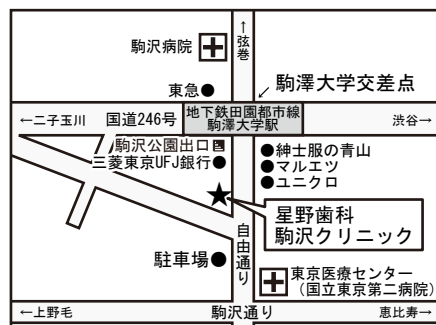 ↑弦巻
駒沢病院
東急●
駒澤大学交差点
←二子玉川
国道246号
地下鉄田園都市線
駒澤大学駅
渋谷→
駒沢公園出口
三菱東京UFJ銀行●
●紳士服の青山
●マルエツ
●ユニクロ
★
星野歯科
駒沢クリニック
自由通り
駐車場●
東京医療センター
（国立東京第二病院）
←上野毛
駒沢通り
恵比寿→